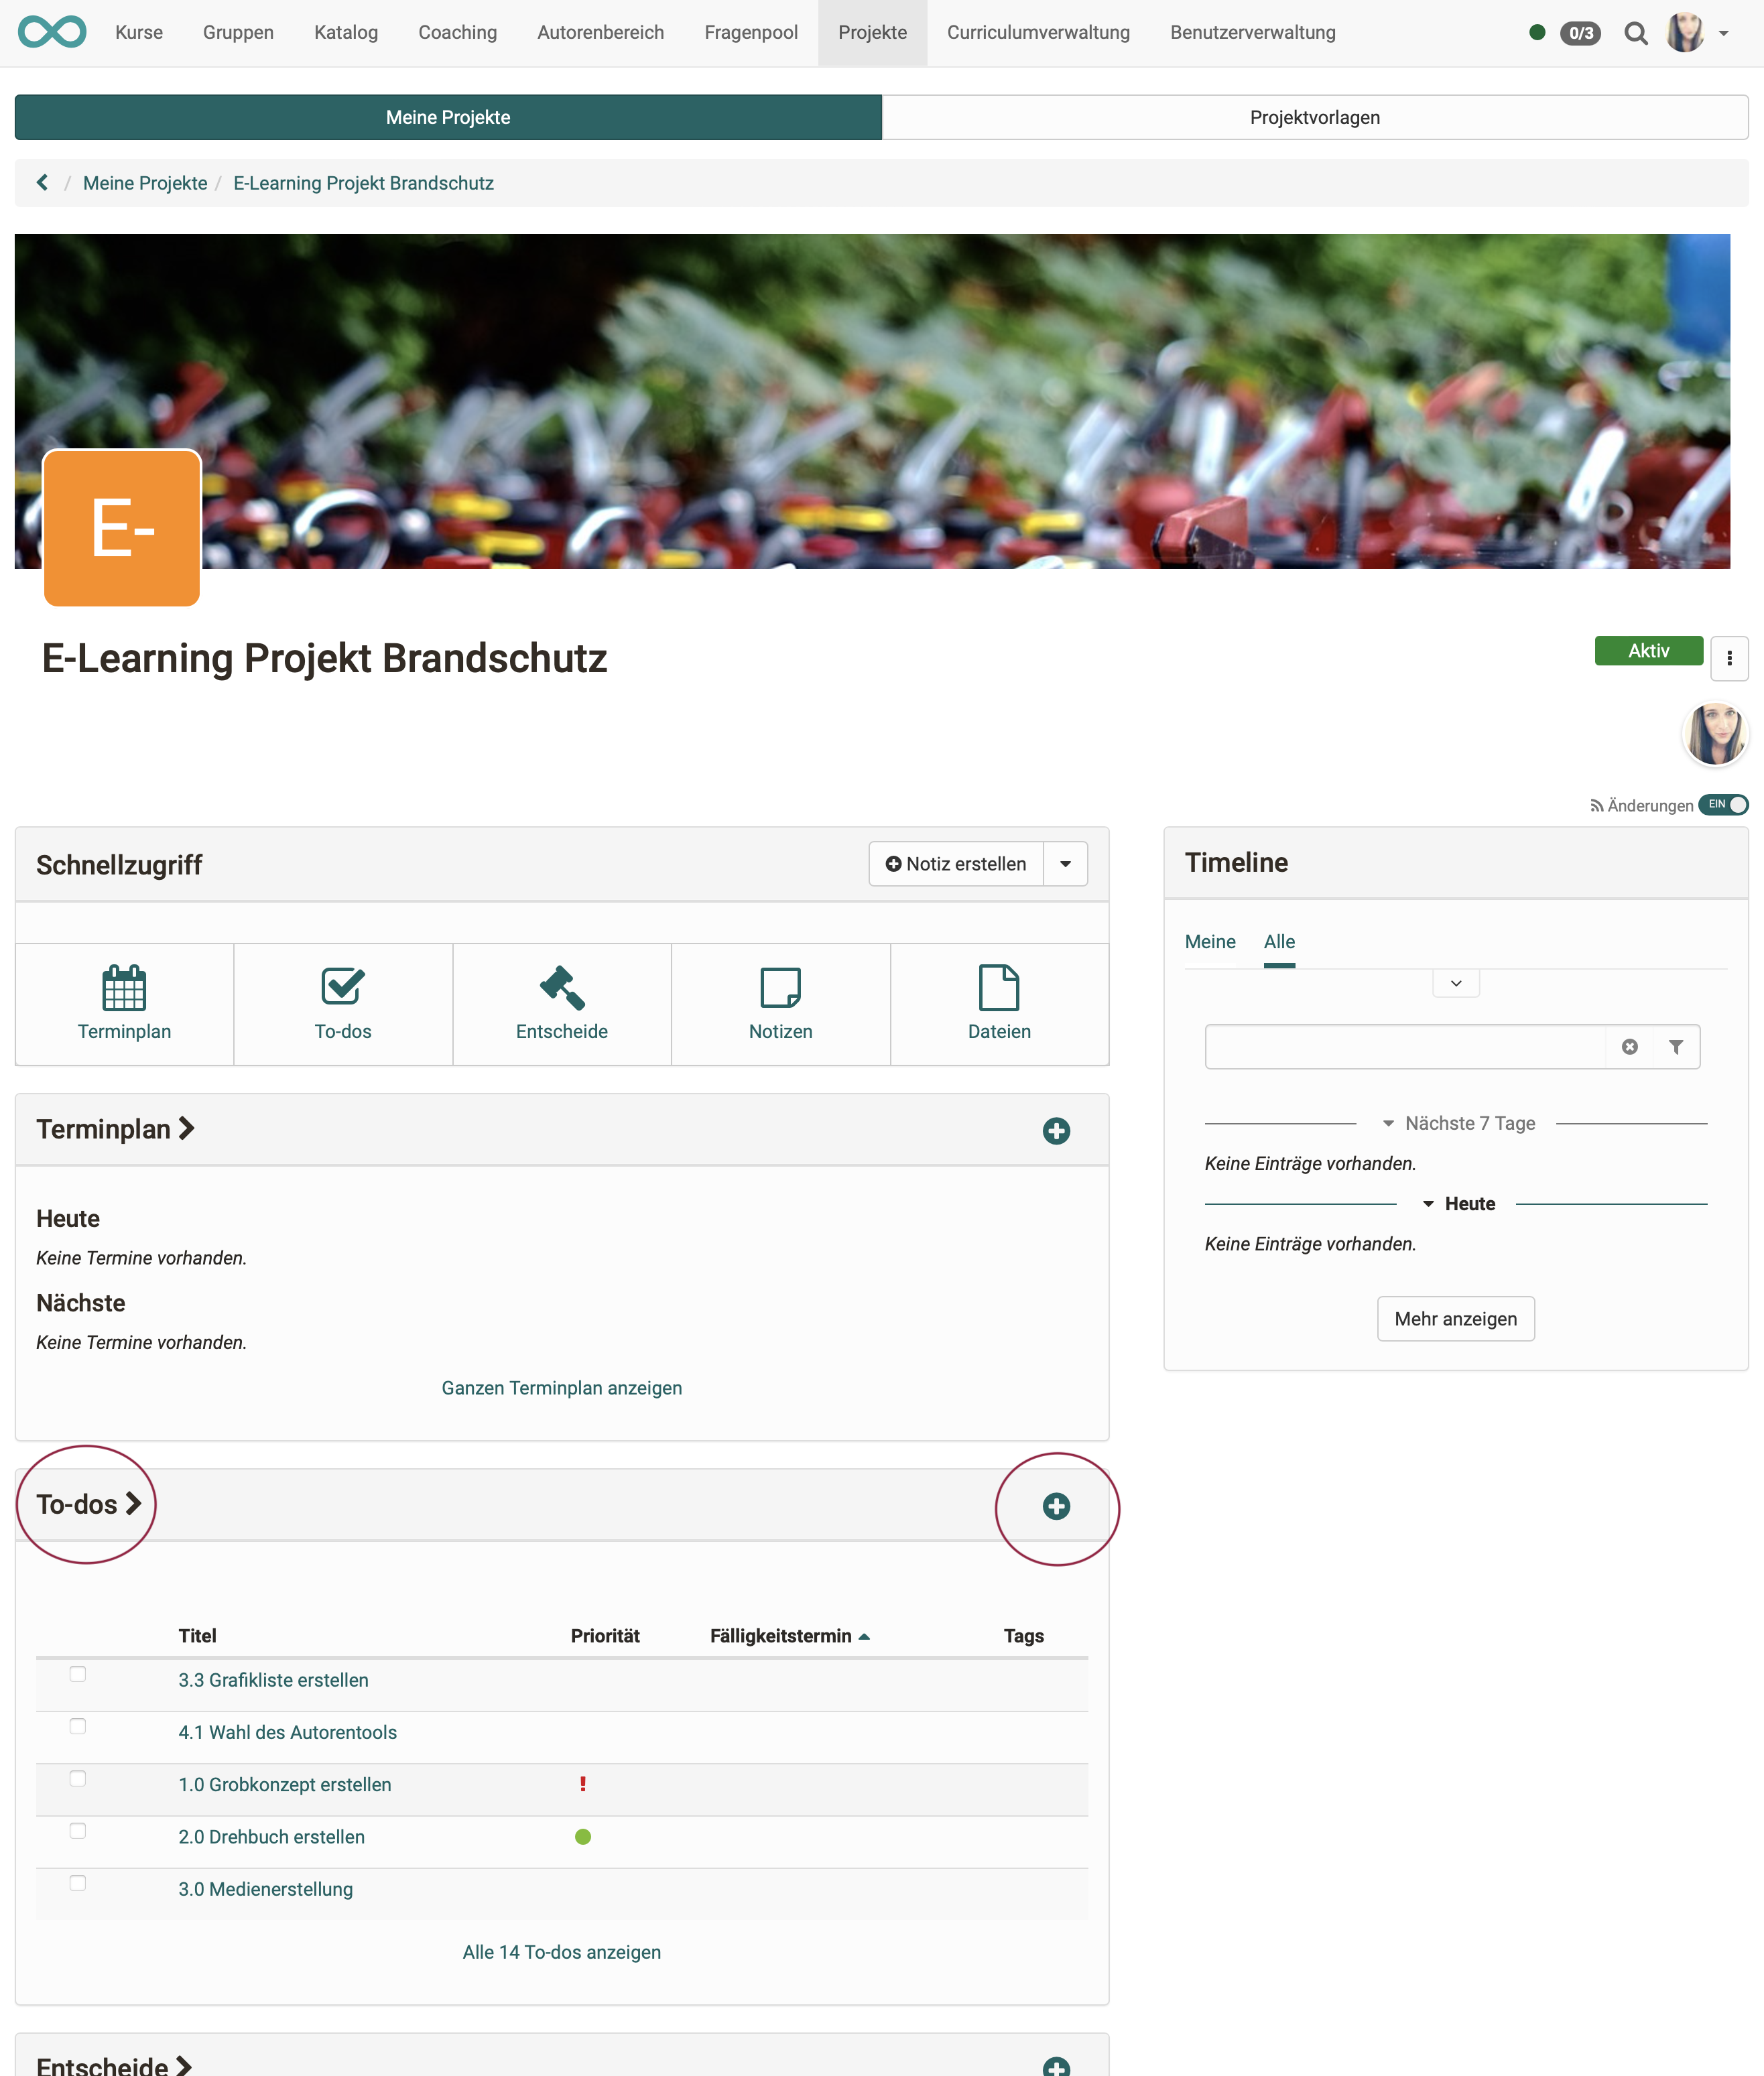 Kurse Gruppen Katalog Coaching Autorenbereich Fragenpool Projekte Curriculumverwaltung Benutzerverwaltung 0/3
Meine Projekte Projektvorlagen
/ Meine Projekte / E-Learning Projekt Brandschutz
E-
E-Learning Projekt Brandschutz
Aktiv
Änderungen EIN
Schnellzugriff Notiz erstellen
Terminplan To-dos Entscheide Notizen Dateien
Terminplan
Heute
Keine Termine vorhanden.
Nächste
Keine Termine vorhanden.
Ganzen Terminplan anzeigen
To-dos
Titel Priorität Fälligkeitstermin Tags
3.3 Grafikliste erstellen
4.1 Wahl des Autorentools
1.0 Grobkonzept erstellen !
2.0 Drehbuch erstellen
3.0 Medienerstellung
Alle 14 To-dos anzeigen
Entscheide
Timeline
Meine Alle
Nächste 7 Tage
Keine Einträge vorhanden.
Heute
Keine Einträge vorhanden.
Mehr anzeigen